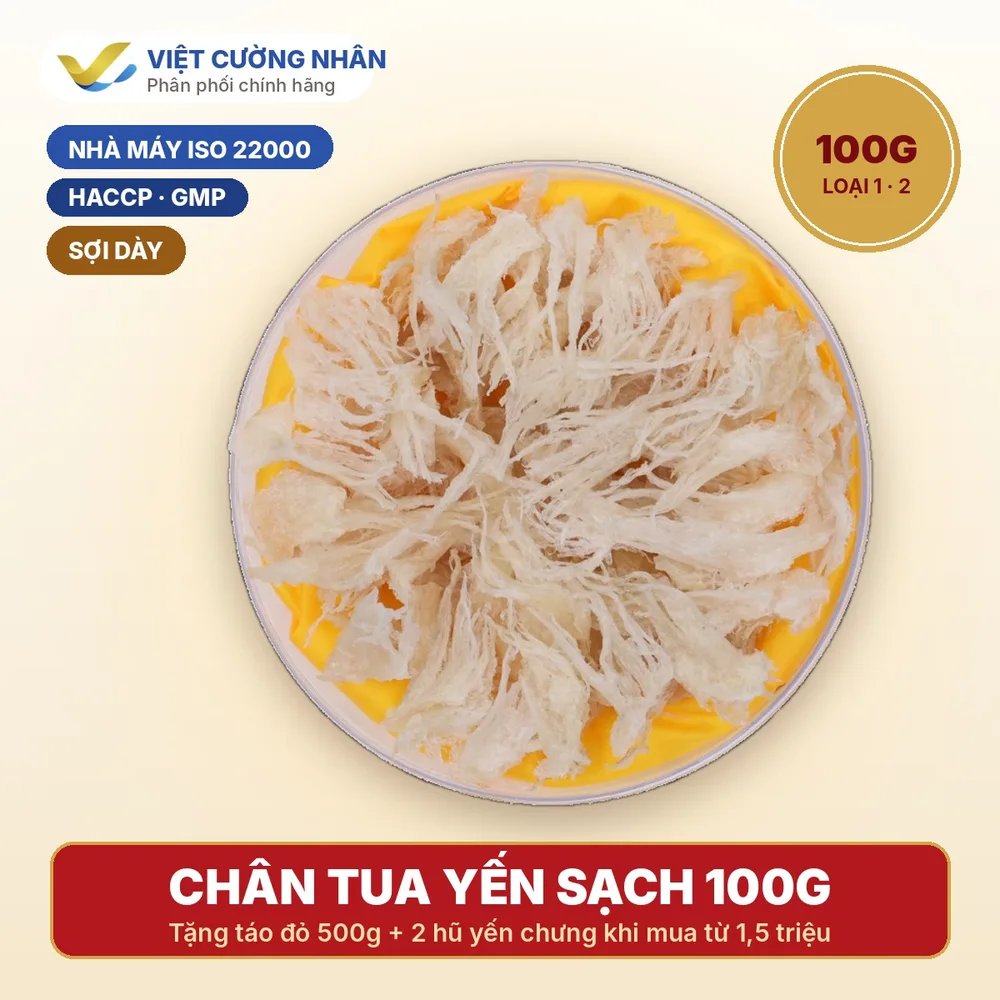 VIỆT CƯỜNG NHÂN
Phân phối chính hãng
NHÀ MÁY ISO 22000
HACCP · GMP
SỢI DÀY
100G
LOẠI 1 · 2
CHÂN TUA YẾN SẠCH 100G
Tặng táo đỏ 500g + 2 hũ yến chưng khi mua từ 1,5 triệu